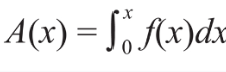 A(x) = ∫₀ˣ f(x)dx